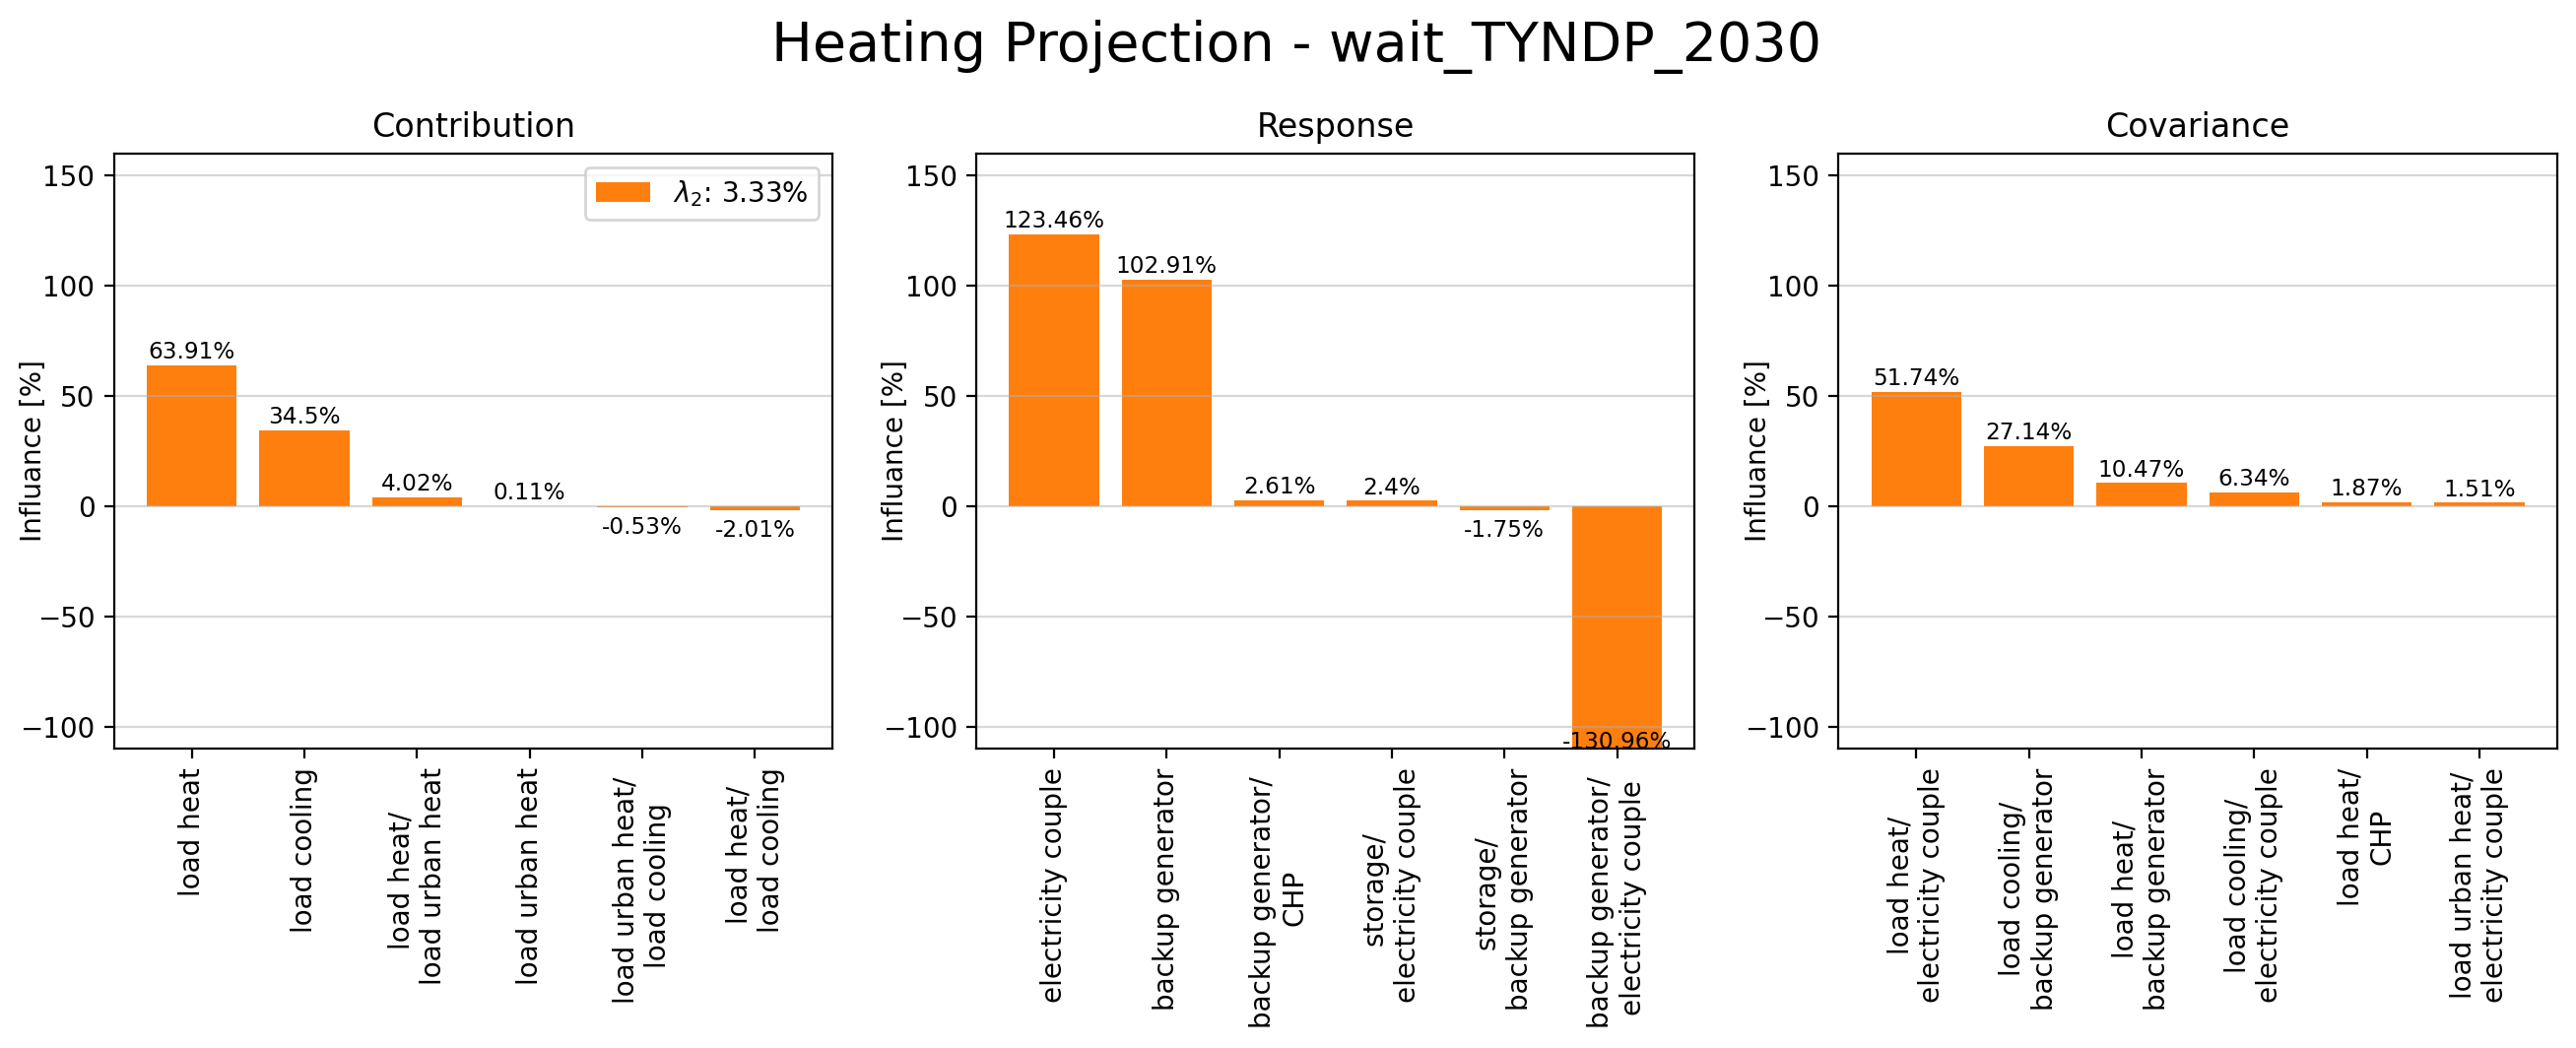 Heating Projection - wait_TYNDP_2030
Contribution
Influance [%]
150
100
50
0
−50
−100
λ2: 3.33%
63.91%
34.5%
4.02%
0.11%
-0.53%
-2.01%
load heat
load cooling
load heat/
load urban heat
load urban heat
load urban heat/
load cooling
load heat/
load cooling
Response
Influance [%]
150
100
50
0
−50
−100
123.46%
102.91%
2.61%
2.4%
-1.75%
-130.96%
electricity couple
backup generator
backup generator/
CHP
storage/
electricity couple
storage/
backup generator
backup generator/
electricity couple
Covariance
Influance [%]
150
100
50
0
−50
−100
51.74%
27.14%
10.47%
6.34%
1.87%
1.51%
load heat/
electricity couple
load cooling/
backup generator
load heat/
backup generator
load cooling/
electricity couple
load heat/
CHP
load urban heat/
electricity couple